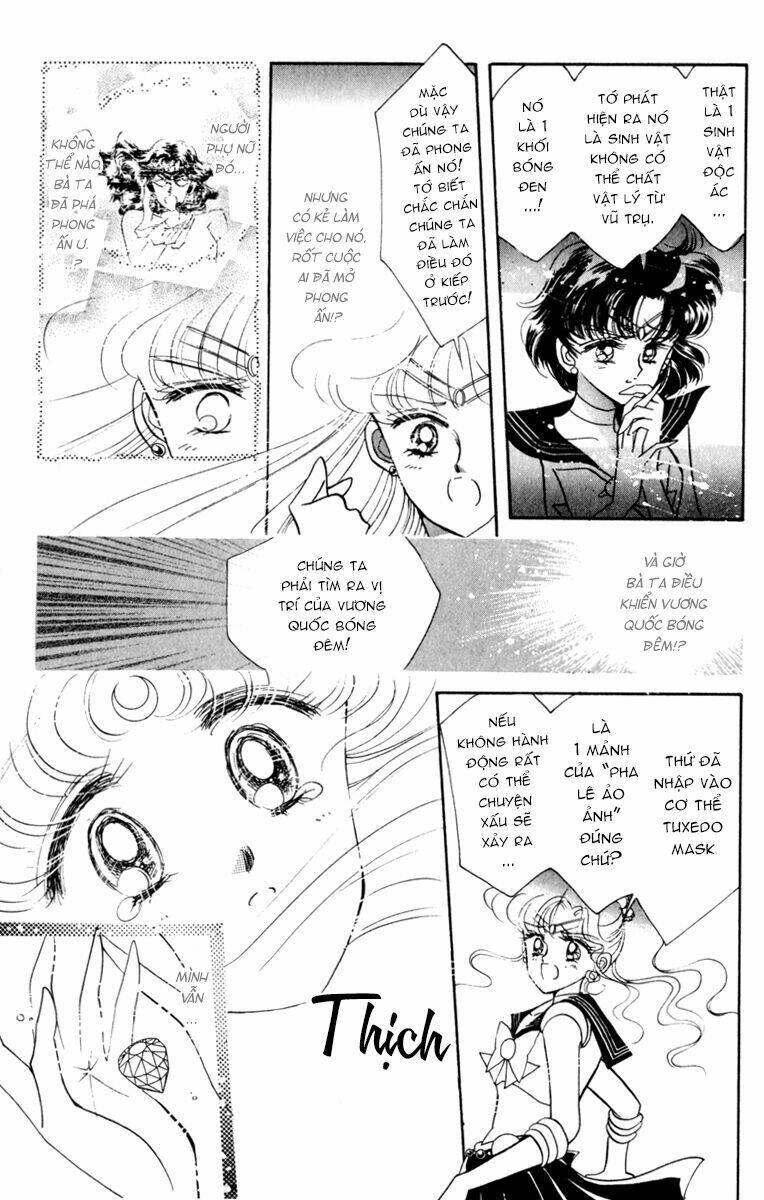 THẬT
LÀ 1
SINH
VẬT
ĐỘC
ÁC
...
TỚ PHÁT
HIỆN RA NÓ
LÀ SINH VẬT
KHÔNG CÓ
THỂ CHẤT
VẬT LÝ TỪ
VŨ TRỤ.
NÓ
LÀ 1
KHỐI
BÓNG
ĐEN
...!
MẶC
DÙ VẬY
CHÚNG TA
ĐÃ PHONG
ẤN NÓ!
TỚ BIẾT
CHẮC CHẮN
CHÚNG TA
ĐÃ LÀM
ĐIỀU ĐÓ
Ở KIẾP
TRƯỚC!
NHƯNG
CÓ KẺ LÀM
VIỆC CHO NÓ,
RỐT CUỘC
AI ĐÃ MỞ
PHONG
ẤN!?
NGƯỜI
PHỤ NỮ
ĐÓ...
KHÔNG
THỂ NÀO
BÀ TA
ĐÃ PHÁ
PHONG
ẤN Ư.
..?
VÀ GIỜ
BÀ TA ĐIỀU
KHIỂN VƯƠNG
QUỐC BÓNG
ĐÊM!?
CHÚNG TA
PHẢI TÌM RA VỊ
TRÍ CỦA VƯƠNG
QUỐC BÓNG
ĐÊM!
THỨ ĐÃ
NHẬP VÀO
CƠ THỂ
TUXEDO
MASK
LÀ
1 MẢNH
CỦA "PHA
LÊ ẢO
ẢNH"
ĐÚNG
CHỨ?
NẾU
KHÔNG HÀNH
ĐỘNG RẤT
CÓ THỂ
CHUYỆN
XẤU SẼ
XẢY RA
...
MÌNH
VẪN
...
Thịch